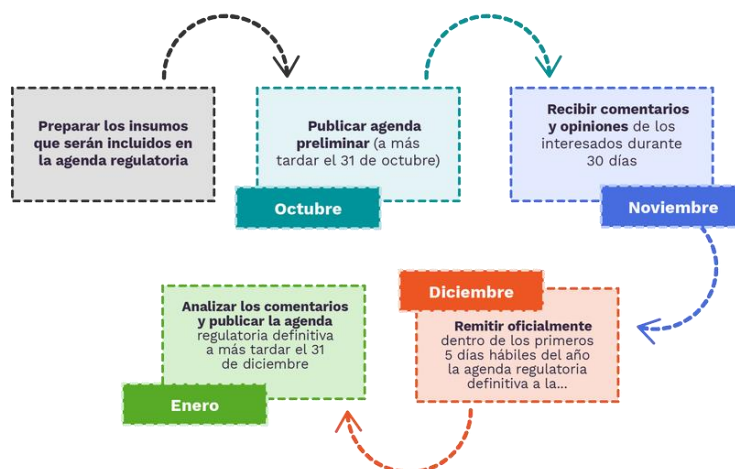 Preparar los insumos
que serán incluidos en
la agenda regulatoria
Publicar agenda
preliminar (a más
tardar el 31 de octubre)
Octubre
Recibir comentarios
y opiniones de los
interesados durante
30 días
Noviembre
Diciembre
Remitir oficialmente
dentro de los primeros
5 días hábiles del año
la agenda regulatoria
definitiva a la...
Analizar los comentarios
y publicar la agenda
regulatoria definitiva
a más tardar el 31
de diciembre
Enero